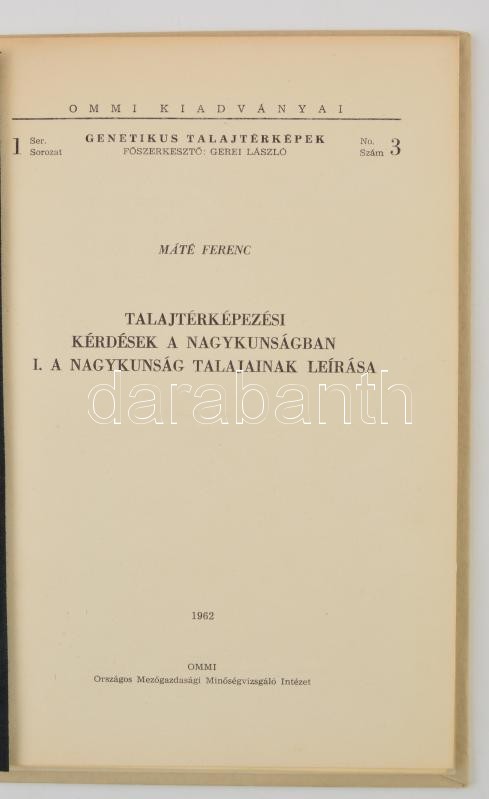 OMMI KIADVÁNYAI
1 Ser. Sorozat
GENETIKUS TALAJTÉRKÉPEK
FŐSZERKESZTŐ: GEREI LÁSZLÓ
No. Szám 3
MÁTÉ FERENC
TALAJTÉRKÉPEZÉSI
KÉRDÉSEK A NAGYKUNSÁGBAN
I. A NAGYKUNSÁG TALAJAINAK LEÍRÁSA
darabanth
1962
OMMI
Országos Mezőgazdasági Minőségvizsgáló Intézet